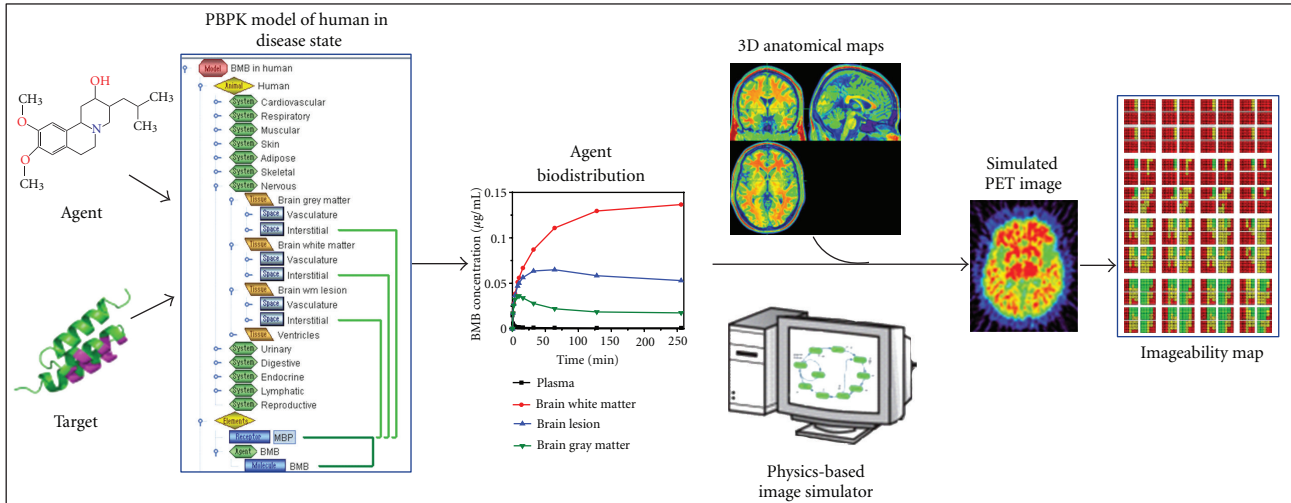 PBPK model of human in
disease state
OH
CH3
CH3
O
CH3
N
O
CH3
Agent
Target
Model BMB in human
Animal Human
System Cardiovascular
System Respiratory
System Muscular
System Skin
System Adipose
System Skeletal
System Nervous
Tissue Brain grey matter
Space Vasculature
Space Interstitial
Tissue Brain white matter
Space Vasculature
Space Interstitial
Tissue Brain wm lesion
Space Vasculature
Space Interstitial
Tissue Ventricles
System Urinary
System Digestive
System Endocrine
System Lymphatic
System Reproductive
Elements
Receptor MBP
Agent BMB
Molecule BMB
Agent
biodistribution
BMB concentration (μg/mL)
0.15
0.1
0.05
0
0 50 100 150 200 250
Time (min)
Plasma
Brain white matter
Brain lesion
Brain gray matter
3D anatomical maps
Physics-based
image simulator
Simulated
PET image
Imageability map